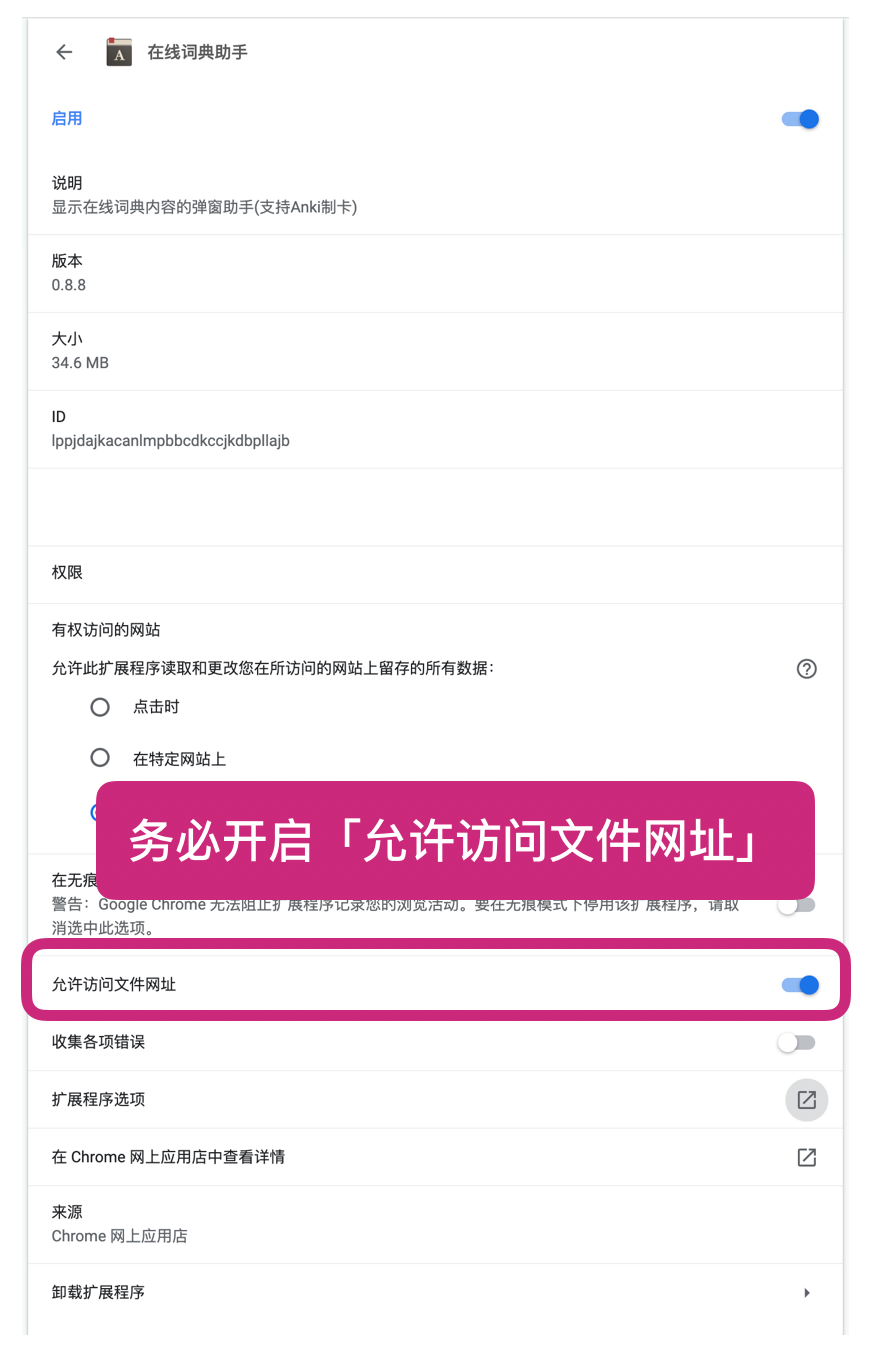 在线词典助手
A
启用
说明
显示在线词典内容的弹窗助手(支持Anki制卡)
版本
0.8.8
大小
34.6 MB
ID
lppjdajkacanlmpbbcdkccjkdbpllajb
权限
有权访问的网站
允许此扩展程序读取和更改您在所访问的网站上留存的所有数据：
点击时
在特定网站上
务必开启「允许访问文件网址」
在无痕
警告：Google Chrome 无法阻止扩展程序记录您的浏览活动。要在无痕模式下停用该扩展程序，请取
消选中此选项。
允许访问文件网址
收集各项错误
扩展程序选项
在 Chrome 网上应用店中查看详情
来源
Chrome 网上应用店
卸载扩展程序